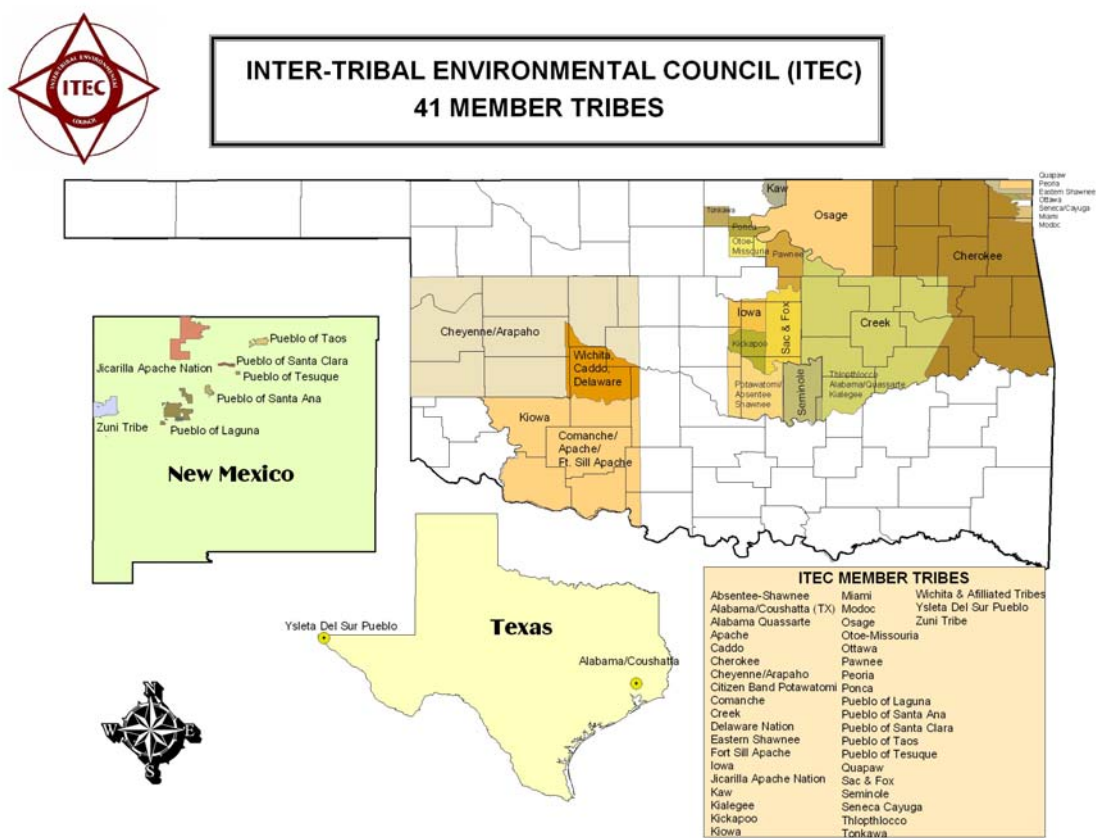 INTER-TRIBAL ENVIRONMENTAL COUNCIL
ITEC
INTER-TRIBAL ENVIRONMENTAL COUNCIL (ITEC)
41 MEMBER TRIBES
Quapaw
Peoria
Eastern Shawnee
Ottawa
Seneca/Cayuga
Miami
Modoc
Kaw
Tonkawa
Osage
Ponca
Otoe-
Missouria
Pawnee
Cherokee
Cheyenne/Arapaho
Wichita,
Caddo,
Delaware
Iowa
Sac & Fox
Creek
Kickapoo
Potawatomi/
Absentee
Shawnee
Seminole
Thlopthlocco
Alabama/Quassarte
Kialegee
Kiowa
Comanche/
Apache/
Ft. Sill Apache
Pueblo of Taos
Jicarilla Apache Nation
Pueblo of Santa Clara
Pueblo of Tesuque
Pueblo of Santa Ana
Zuni Tribe
Pueblo of Laguna
New Mexico
Ysleta Del Sur Pueblo
Texas
Alabama/Coushatta
N
W E
S
ITEC MEMBER TRIBES
Absentee-Shawnee
Alabama/Coushatta (TX)
Alabama Quassarte
Apache
Caddo
Cherokee
Cheyenne/Arapaho
Citizen Band Potawatomi
Comanche
Creek
Delaware Nation
Eastern Shawnee
Fort Sill Apache
Iowa
Jicarilla Apache Nation
Kaw
Kialegee
Kickapoo
Kiowa
Miami
Modoc
Osage
Otoe-Missouria
Ottawa
Pawnee
Peoria
Ponca
Pueblo of Laguna
Pueblo of Santa Ana
Pueblo of Santa Clara
Pueblo of Taos
Pueblo of Tesuque
Quapaw
Sac & Fox
Seminole
Seneca Cayuga
Thlopthlocco
Tonkawa
Wichita & Afilliated Tribes
Ysleta Del Sur Pueblo
Zuni Tribe